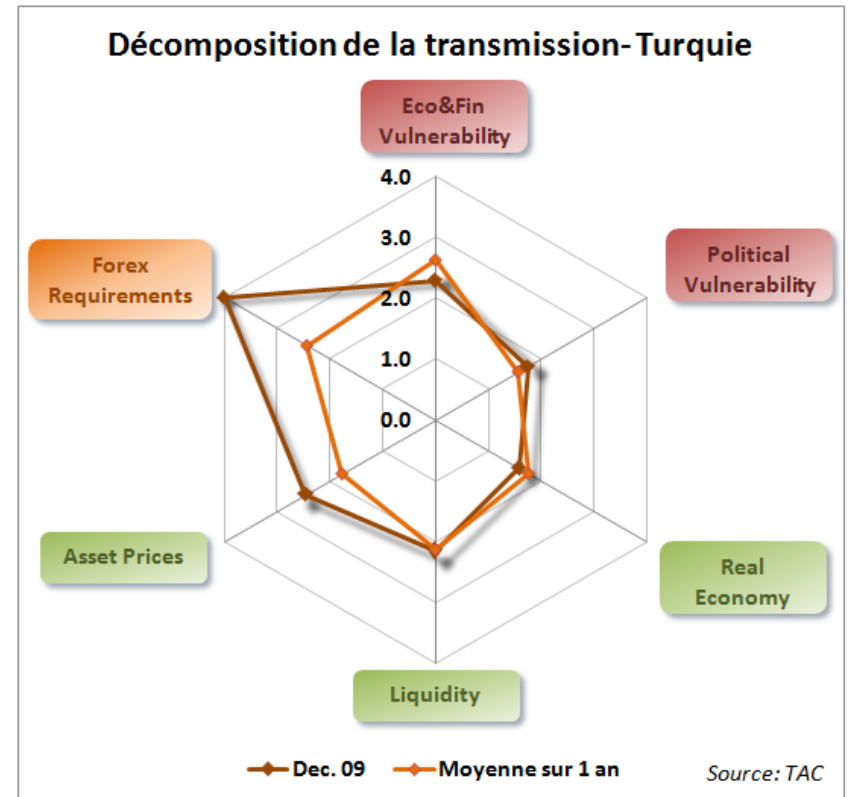 Décomposition de la transmission- Turquie
Eco&Fin
Vulnerability
4.0
Political
Vulnerability
Forex
Requirements
3.0
2.0
1.0
0.0
Asset Prices
Real
Economy
Liquidity
Dec. 09
Moyenne sur 1 an
Source: TAC